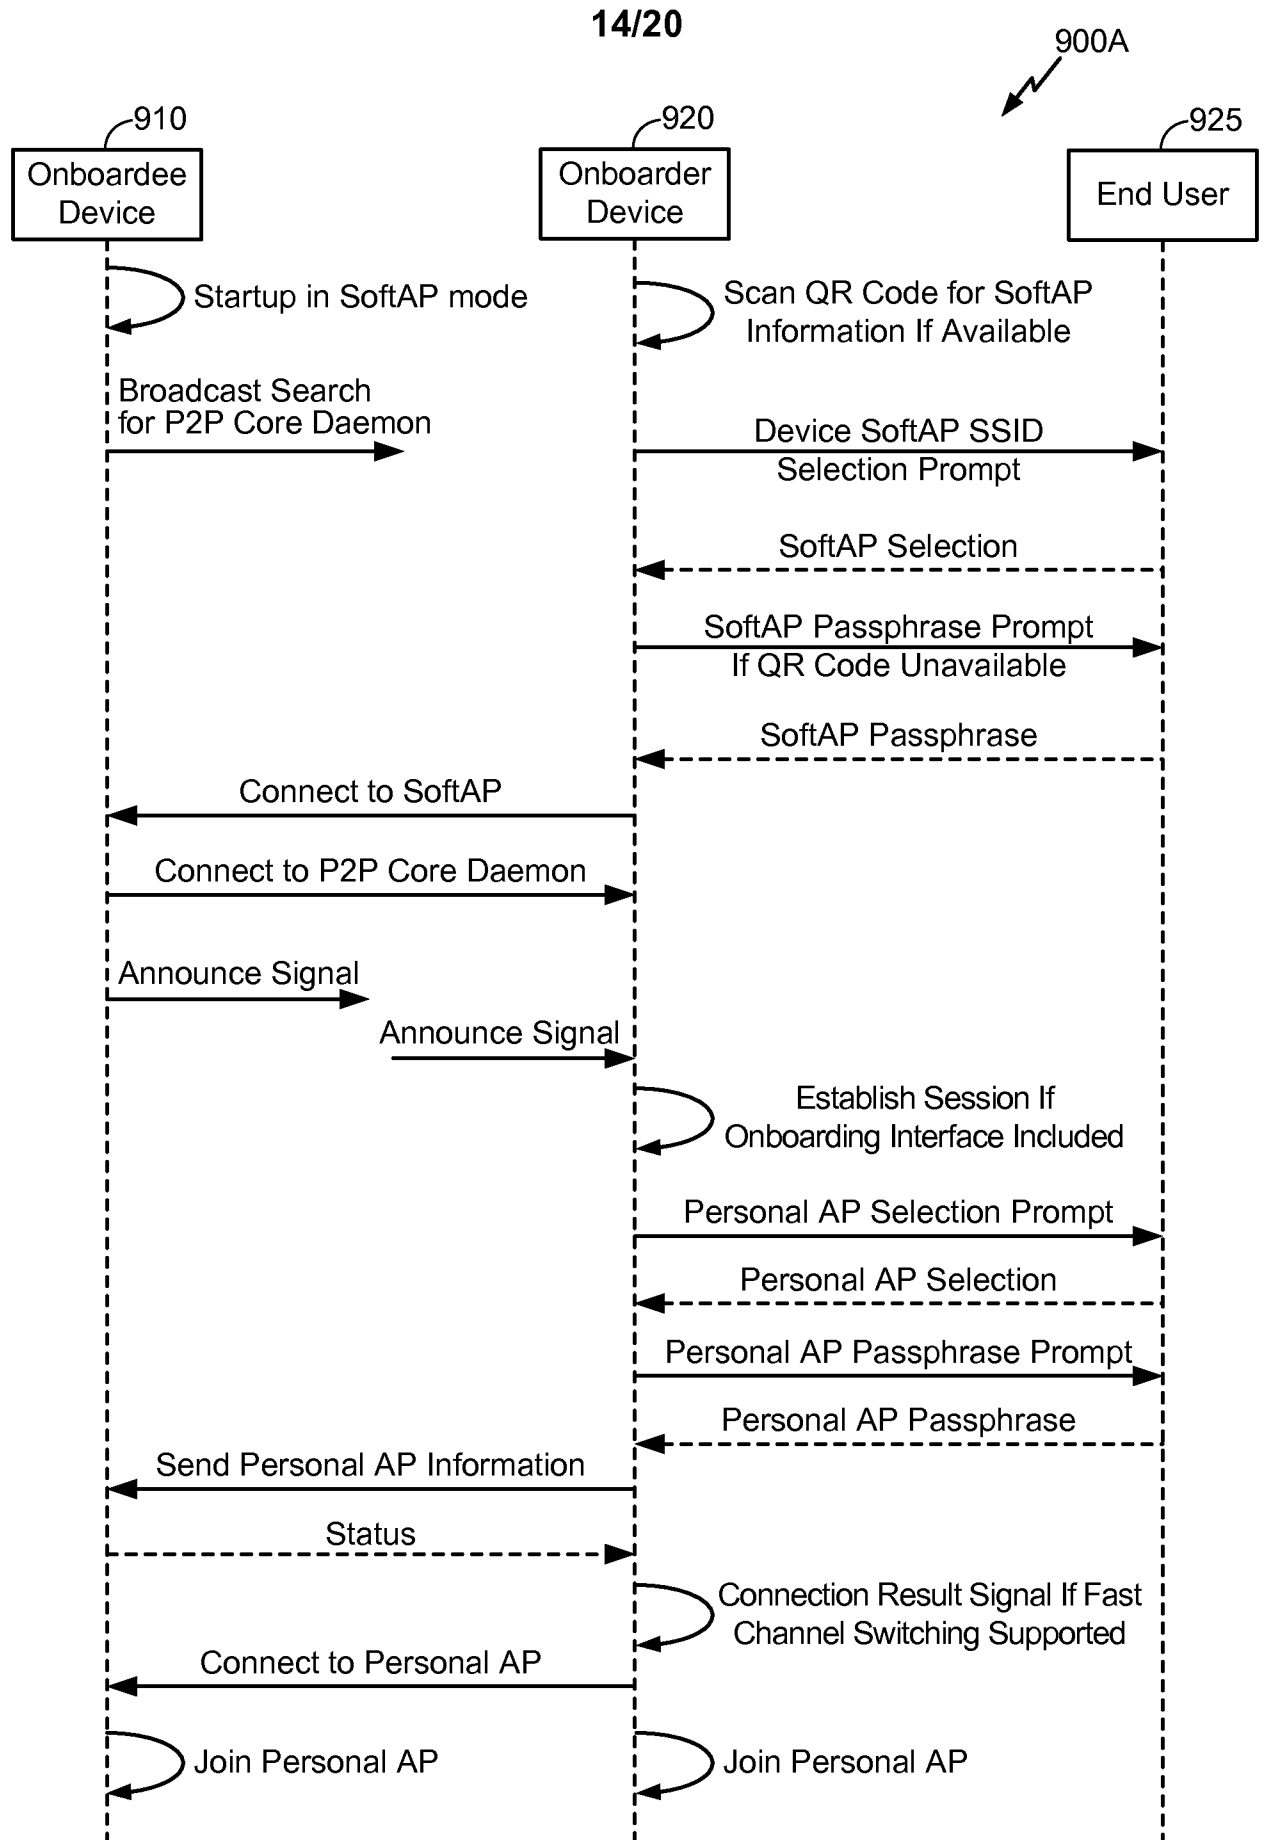 14/20
900A
910
920
925
Onboardee
Device
Onboarder
Device
End User
Startup in SoftAP mode
Scan QR Code for SoftAP
Information If Available
Broadcast Search
for P2P Core Daemon
Device SoftAP SSID
Selection Prompt
SoftAP Selection
SoftAP Passphrase Prompt
If QR Code Unavailable
SoftAP Passphrase
Connect to SoftAP
Connect to P2P Core Daemon
Announce Signal
Announce Signal
Establish Session If
Onboarding Interface Included
Personal AP Selection Prompt
Personal AP Selection
Personal AP Passphrase Prompt
Personal AP Passphrase
Send Personal AP Information
Status
Connection Result Signal If Fast
Channel Switching Supported
Connect to Personal AP
Join Personal AP
Join Personal AP